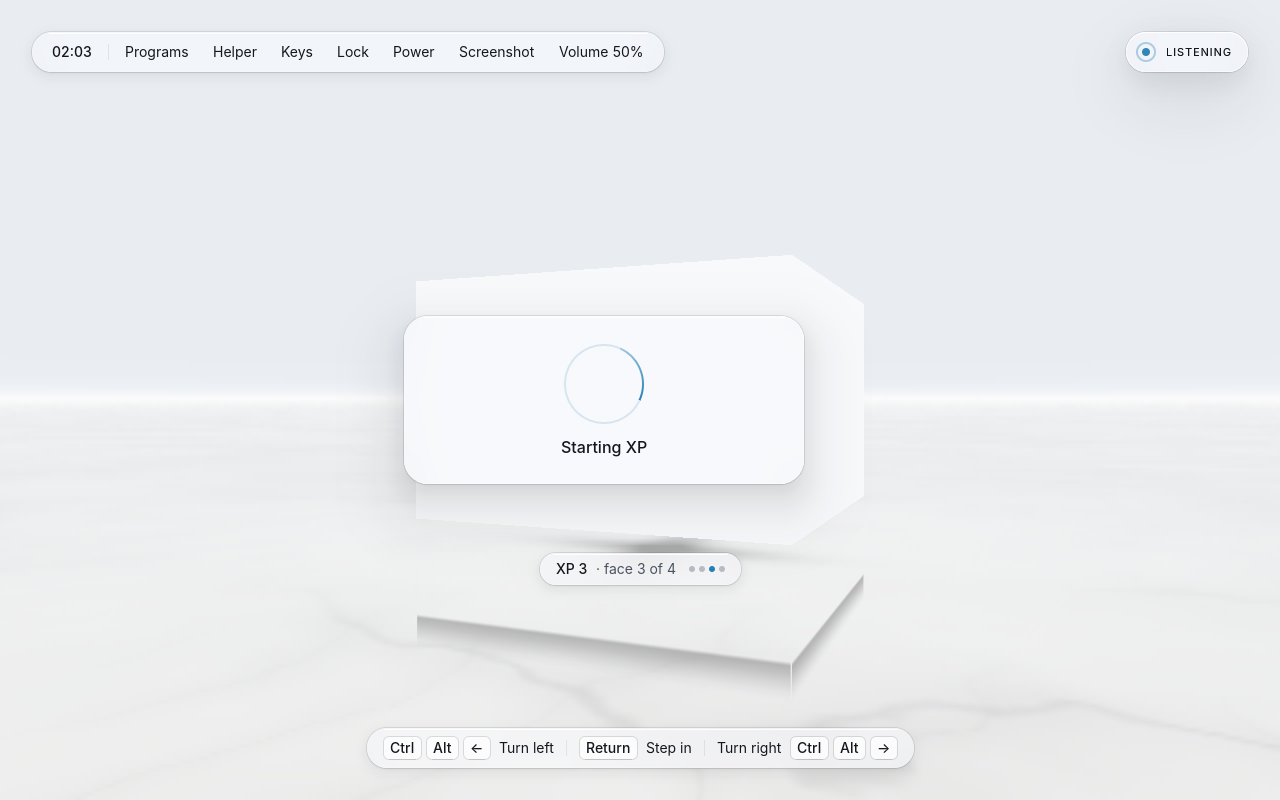 02:03 Programs Helper Keys Lock Power Screenshot Volume 50%
LISTENING
Starting XP
XP 3 · face 3 of 4
Ctrl Alt ← Turn left Return Step in Turn right Ctrl Alt →